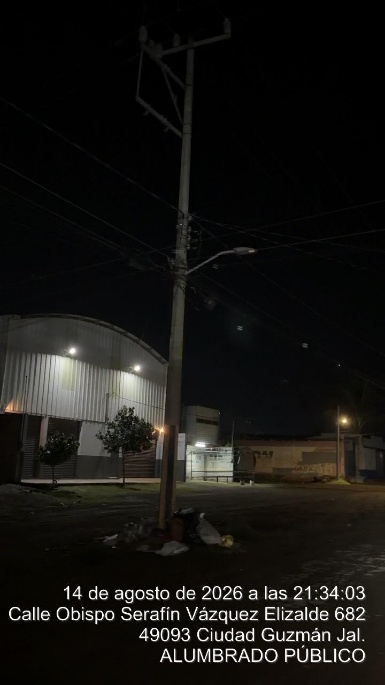 14 de agosto de 2026 a las 21:34:03
Calle Obispo Serafín Vázquez Elizalde 682
49093 Ciudad Guzmán Jal.
ALUMBRADO PÚBLICO